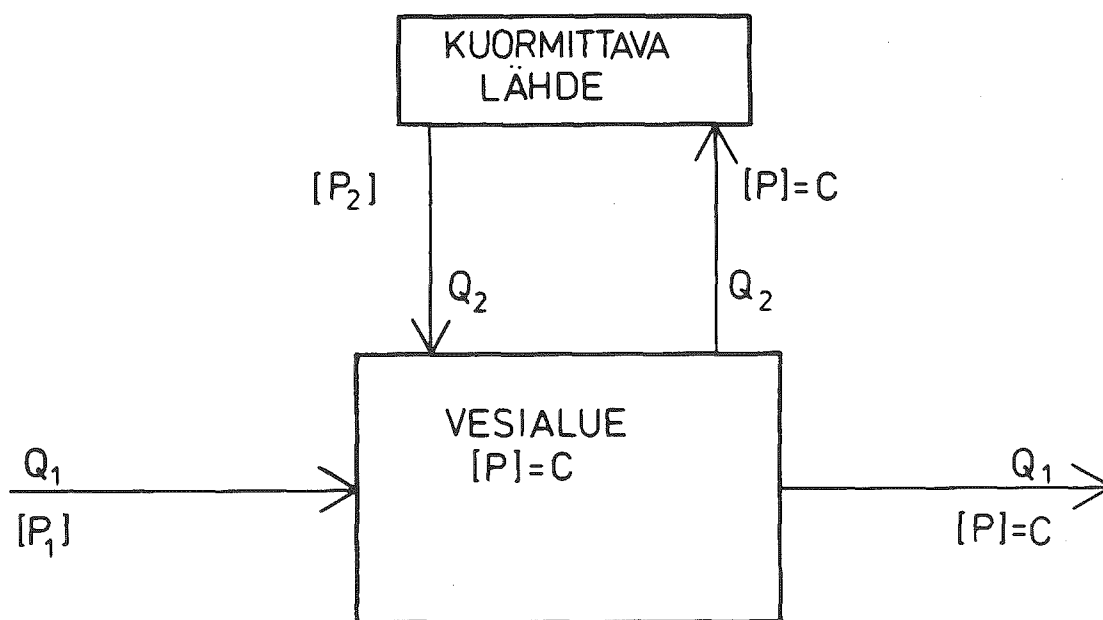 KUORMITTAVA
LÄHDE
[P₂]
[P]=C
Q₂
Q₂
VESIALUE
[P]=C
Q₁
[P₁]
Q₁
[P]=C